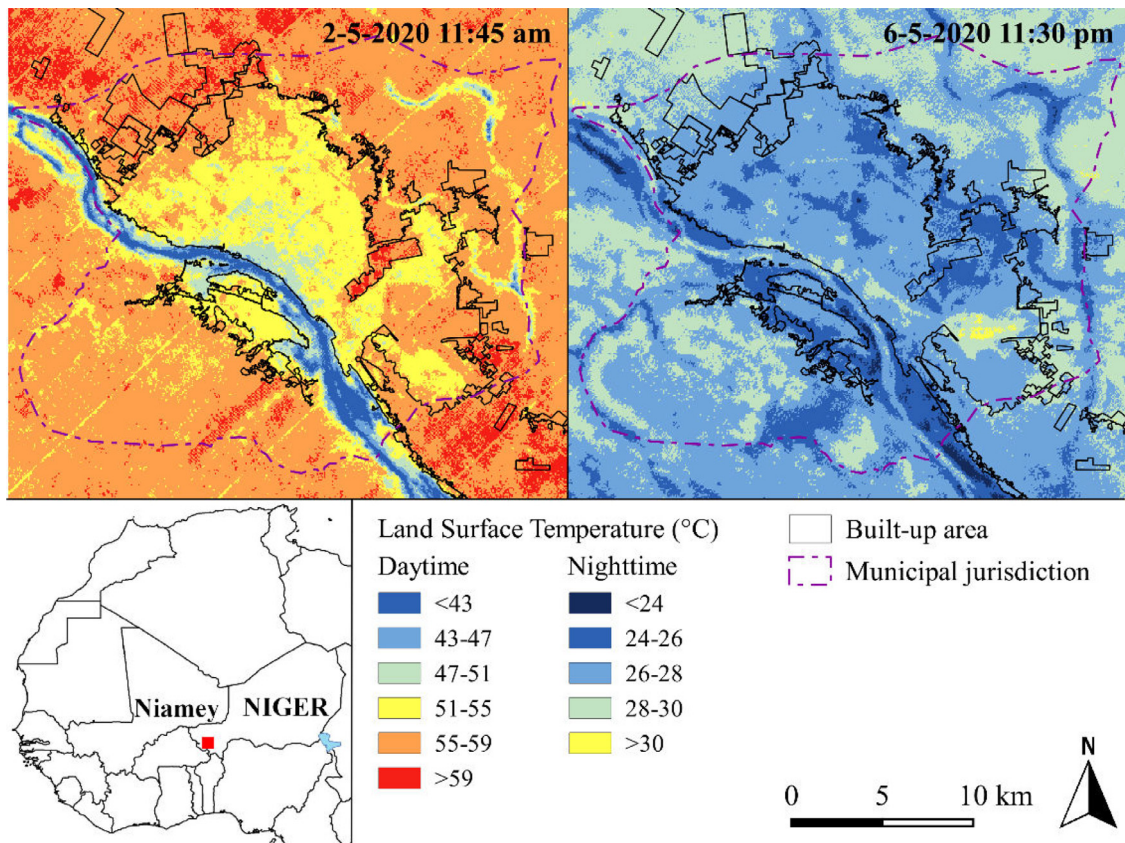 2-5-2020 11:45 am
6-5-2020 11:30 pm
Niamey
NIGER
Land Surface Temperature (°C)
Daytime
<43
43-47
47-51
51-55
55-59
>59
Nighttime
<24
24-26
26-28
28-30
>30
Built-up area
Municipal jurisdiction
0 5 10 km
N